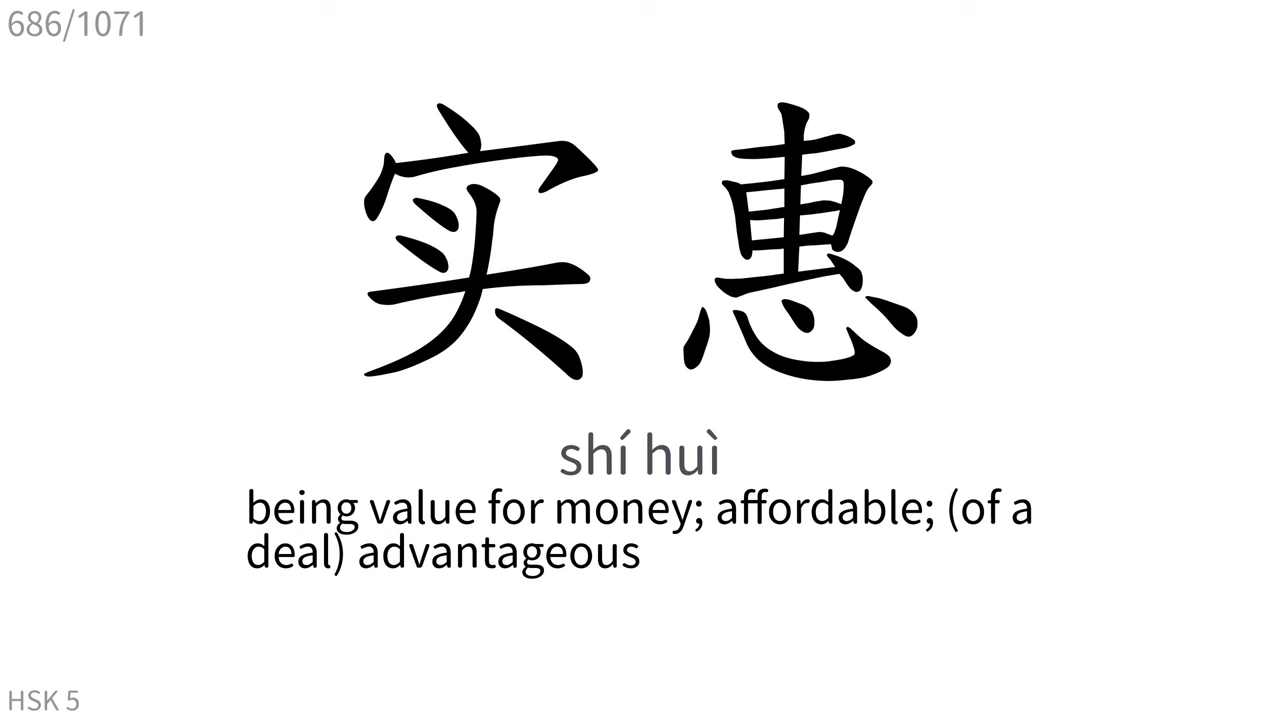 686/1071
实惠
shí huì
being value for money; affordable; (of a
deal) advantageous
HSK 5